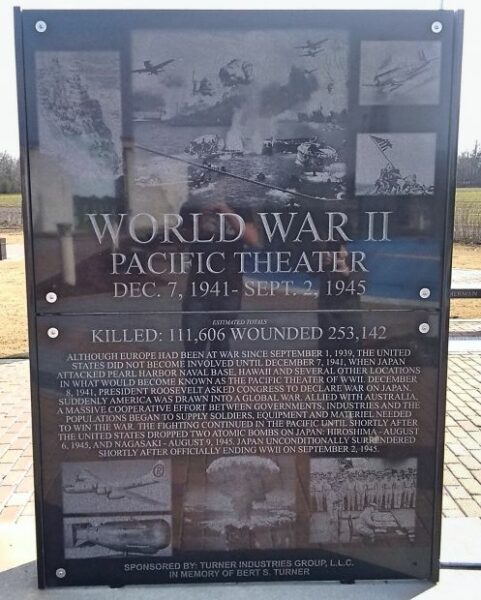 WORLD WAR II
PACIFIC THEATER
DEC. 7, 1941- SEPT. 2, 1945
ESTIMATED TOTALS
KILLED: 111,606 WOUNDED 253,142
ALTHOUGH EUROPE HAD BEEN AT WAR SINCE SEPTEMBER 1, 1939, THE UNITED
STATES DID NOT BECOME INVOLVED UNTIL DECEMBER 7, 1941, WHEN JAPAN
ATTACKED PEARL HARBOR NAVAL BASE, HAWAII AND SEVERAL OTHER LOCATIONS
IN WHAT WOULD BECOME KNOWN AS THE PACIFIC THEATER OF WWII. DECEMBER
8, 1941, PRESIDENT ROOSEVELT ASKED CONGRESS TO DECLARE WAR ON JAPAN.
SUDDENLY AMERICA WAS DRAWN INTO A GLOBAL WAR. ALLIED WITH AUSTRALIA,
A MASSIVE COOPERATIVE EFFORT BETWEEN GOVERNMENTS, INDUSTRIES AND THE
POPULATIONS BEGAN TO SUPPLY SOLDIERS, EQUIPMENT AND MATERIEL NEEDED
TO WIN THE WAR. THE FIGHTING CONTINUED IN THE PACIFIC UNTIL SHORTLY AFTER
THE UNITED STATES DROPPED TWO ATOMIC BOMBS ON JAPAN: HIROSHIMA - AUGUST
6, 1945, AND NAGASAKI - AUGUST 9, 1945. JAPAN UNCONDITIONALLY SURRENDERED
SHORTLY AFTER OFFICIALLY ENDING WWII ON SEPTEMBER 2, 1945.
®
SPONSORED BY: TURNER INDUSTRIES GROUP, L.L.C.
IN MEMORY OF BERT S. TURNER